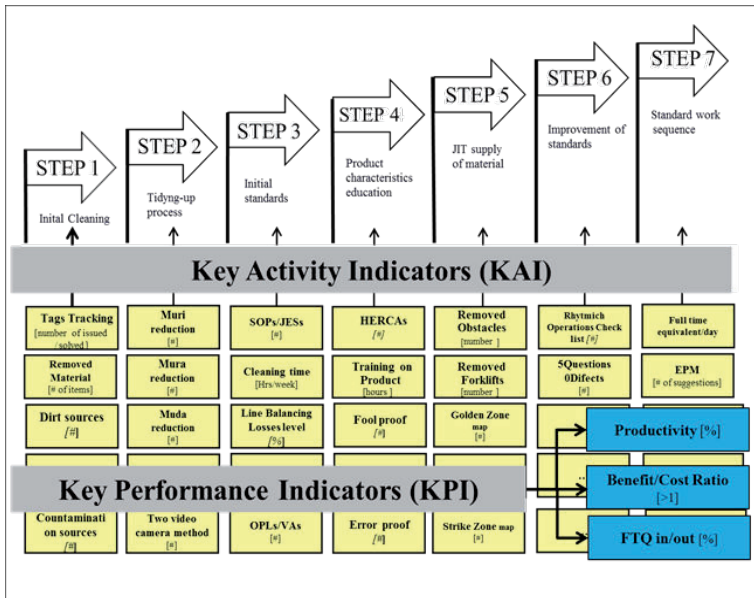 STEP 1
Inital Cleaning
STEP 2
Tidyng-up
process
STEP 3
Initial
standards
STEP 4
Product
characteristics
education
STEP 5
JIT supply
of material
STEP 6
Improvement of
standards
STEP 7
Standard work
sequence
Key Activity Indicators (KAI)
Tags Tracking
[number of issued
/solved]
Muri
reduction
[#]
SOPs/JESs
[#]
HERCAs
[#]
Removed
Obstacles
[number ]
Rhytmich
Operations Check
list [#]
Full time
equivalent/day
Removed
Material
[# of items]
Mura
reduction
[#]
Cleaning time
[Hrs/week]
Training on
Product
[hours ]
Removed
Forklifts
[number ]
5Questions
0Difects
[#]
EPM
[# of suggestions]
Dirt sources
[#]
Muda
reduction
[#]
Line Balancing
Losses level
[%]
Fool proof
[#]
Golden Zone
map
[#]
Productivity [%]
Key Performance Indicators (KPI)
..
Benefit/Cost Ratio
[>1]
Countaminati
on sources
[#]
Two video
camera method
[#]
OPLs/VAs
[#]
Error proof
[#]
Strike Zone map
[#]
FTQ in/out [%]